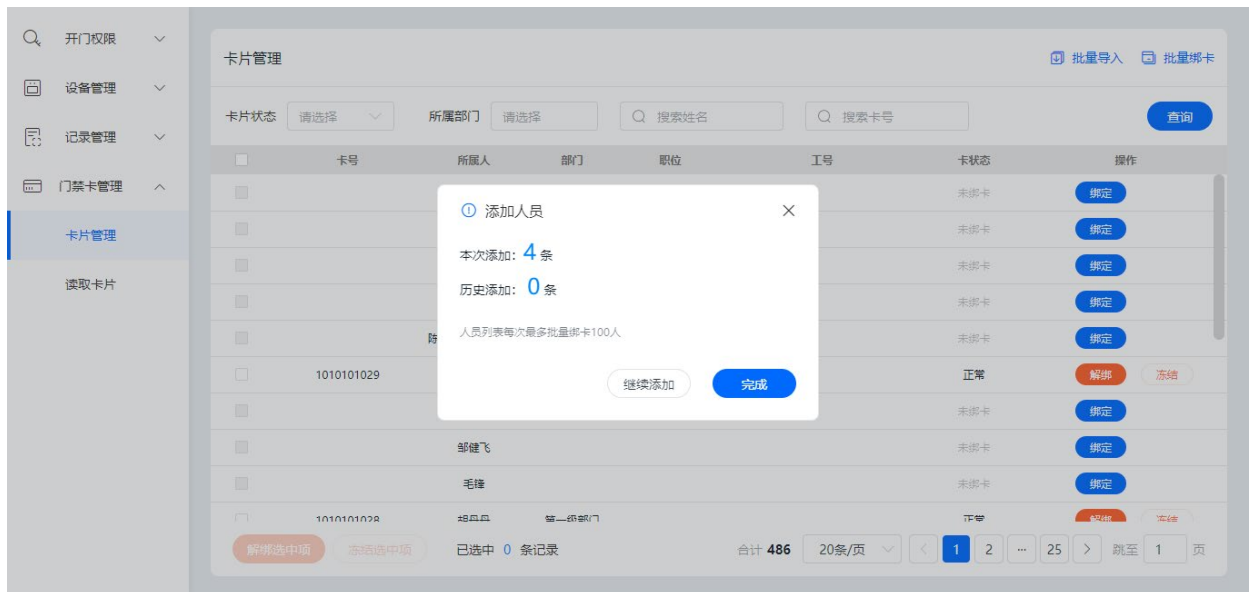 开门权限
设备管理
记录管理
门禁卡管理
卡片管理
读取卡片
卡片管理
批量导入 批量绑卡
卡片状态 请选择 所属部门 请选择 搜索姓名 搜索卡号 查询
卡号 所属人 部门 职位 工号 卡状态 操作
未绑卡 绑定
未绑卡 绑定
未绑卡 绑定
未绑卡 绑定
陈 未绑卡 绑定
1010101029 正常 解绑 冻结
未绑卡 绑定
邹健飞 未绑卡 绑定
毛锋 未绑卡 绑定
1010101028 胡丹丹 第一级部门 正常 解绑 冻结
添加人员
本次添加: 4 条
历史添加: 0 条
人员列表每次最多批量绑卡100人
继续添加 完成
解绑选中项 冻结选中项 已选中 0 条记录 合计 486 20条/页 1 2 ··· 25 跳至 1 页